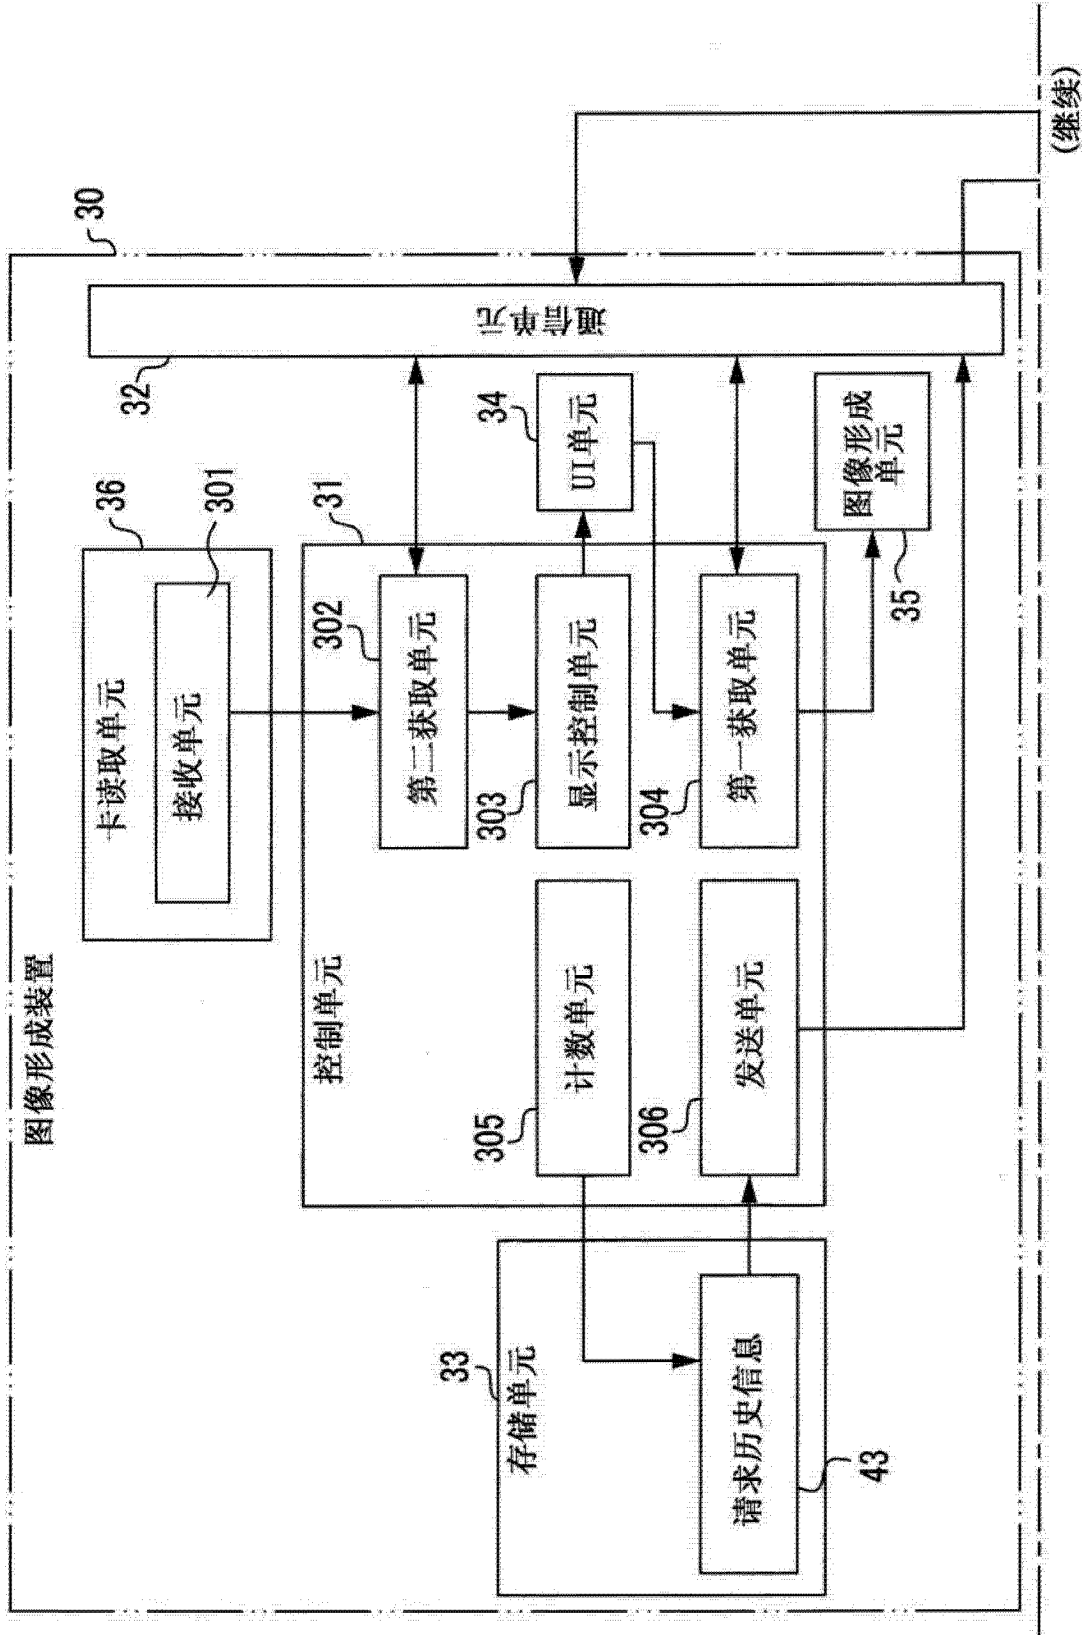 图像形成装置
30
卡读取单元
36
接收单元
301
控制单元
31
第二获取单元
302
显示控制单元
303
第一获取单元
304
计数单元
305
发送单元
306
存储单元
33
请求历史信息
43
通信单元
32
UI单元
34
图像形成
单元
35
(继续)